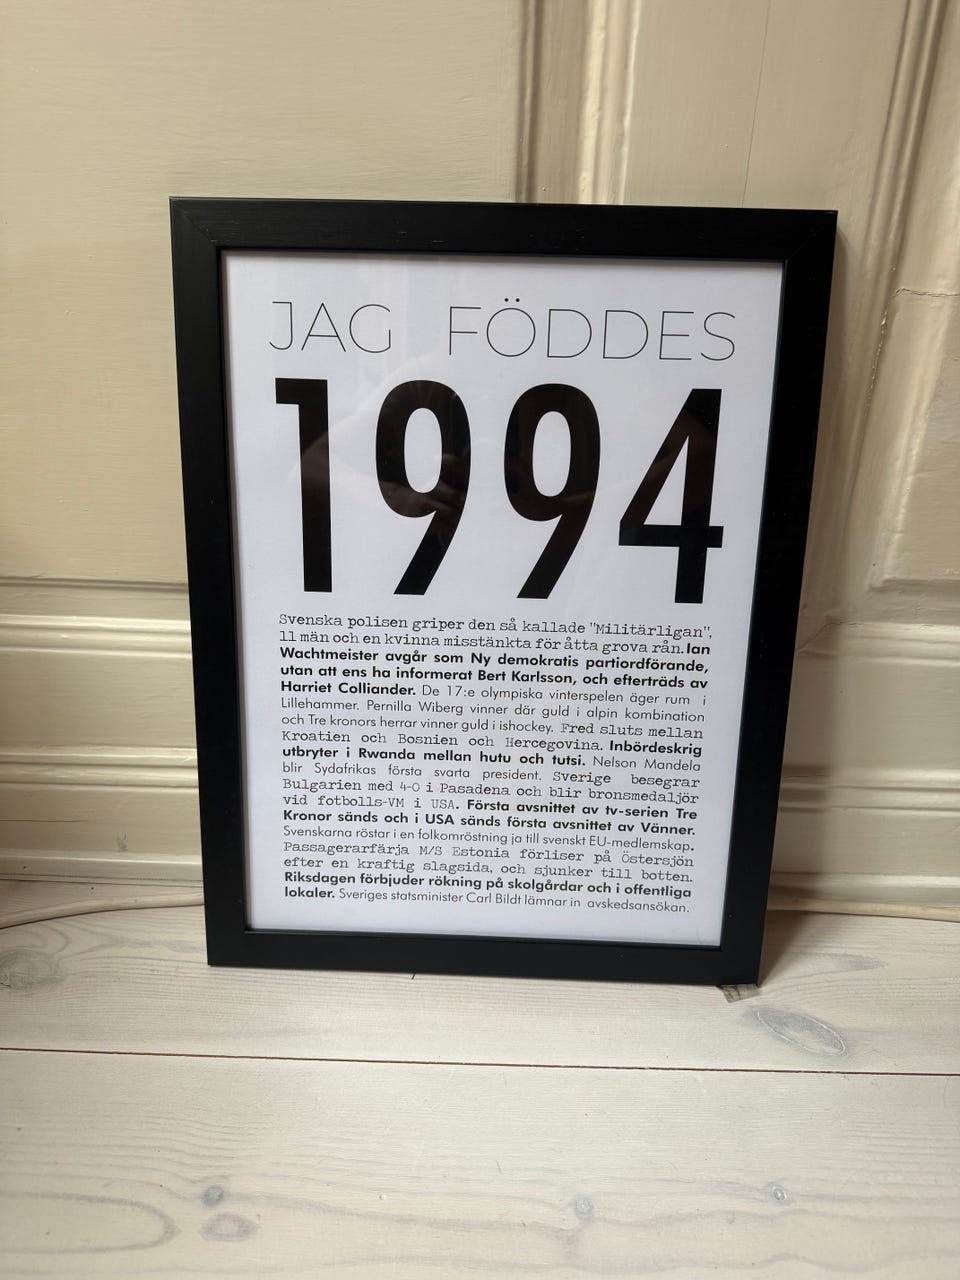 JAG FÖDDES
1994
Svenska polisen griper den så kallade "Militärligan",
11 män och en kvinna misstänkta för åtta grova rån. Ian
Wachtmeister avgår som Ny demokratis partiordförande,
utan att ens ha informerat Bert Karlsson, och efterträds av
Harriet Colliander. De 17:e olympiska vinterspelen äger rum i
Lillehammer. Pernilla Wiberg vinner där guld i alpin kombination
och Tre kronors herrar vinner guld i ishockey. Fred sluts mellan
Kroatien och Bosnien och Hercegovina. Inbördeskrig
utbryter i Rwanda mellan hutu och tutsi. Nelson Mandela
blir Sydafrikas första svarta president. Sverige besegrar
Bulgarien med 4-0 i Pasadena och blir bronsmedaljör
vid fotbolls-VM i USA. Första avsnittet av tv-serien Tre
Kronor sänds och i USA sänds första avsnittet av Vänner.
Svenskarna röstar i en folkomröstning ja till svenskt EU-medlemskap.
Passagerarfärja M/S Estonia förliser på Östersjön
efter en kraftig slagsida, och sjunker till botten.
Riksdagen förbjuder rökning på skolgårdar och i offentliga
lokaler. Sveriges statsminister Carl Bildt lämnar in avskedsansökan.